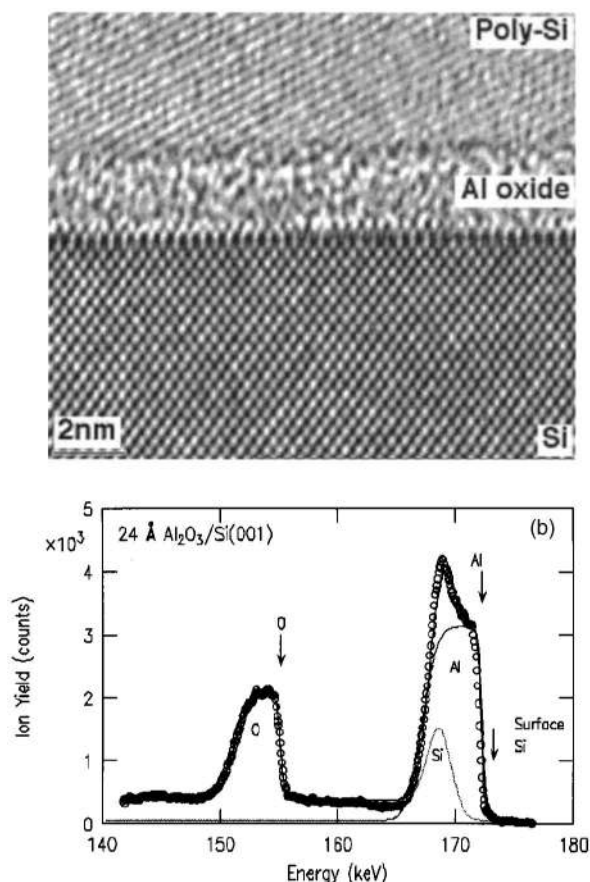 Poly-Si
Al oxide
2nm
Si
5
×10³
24 Å Al₂O₃/Si(001)
(b)
Al
4
O
3
Al
Ion Yield (counts)
2
O
Surface
Si
Si
1
0
140
150
160
170
180
Energy (keV)